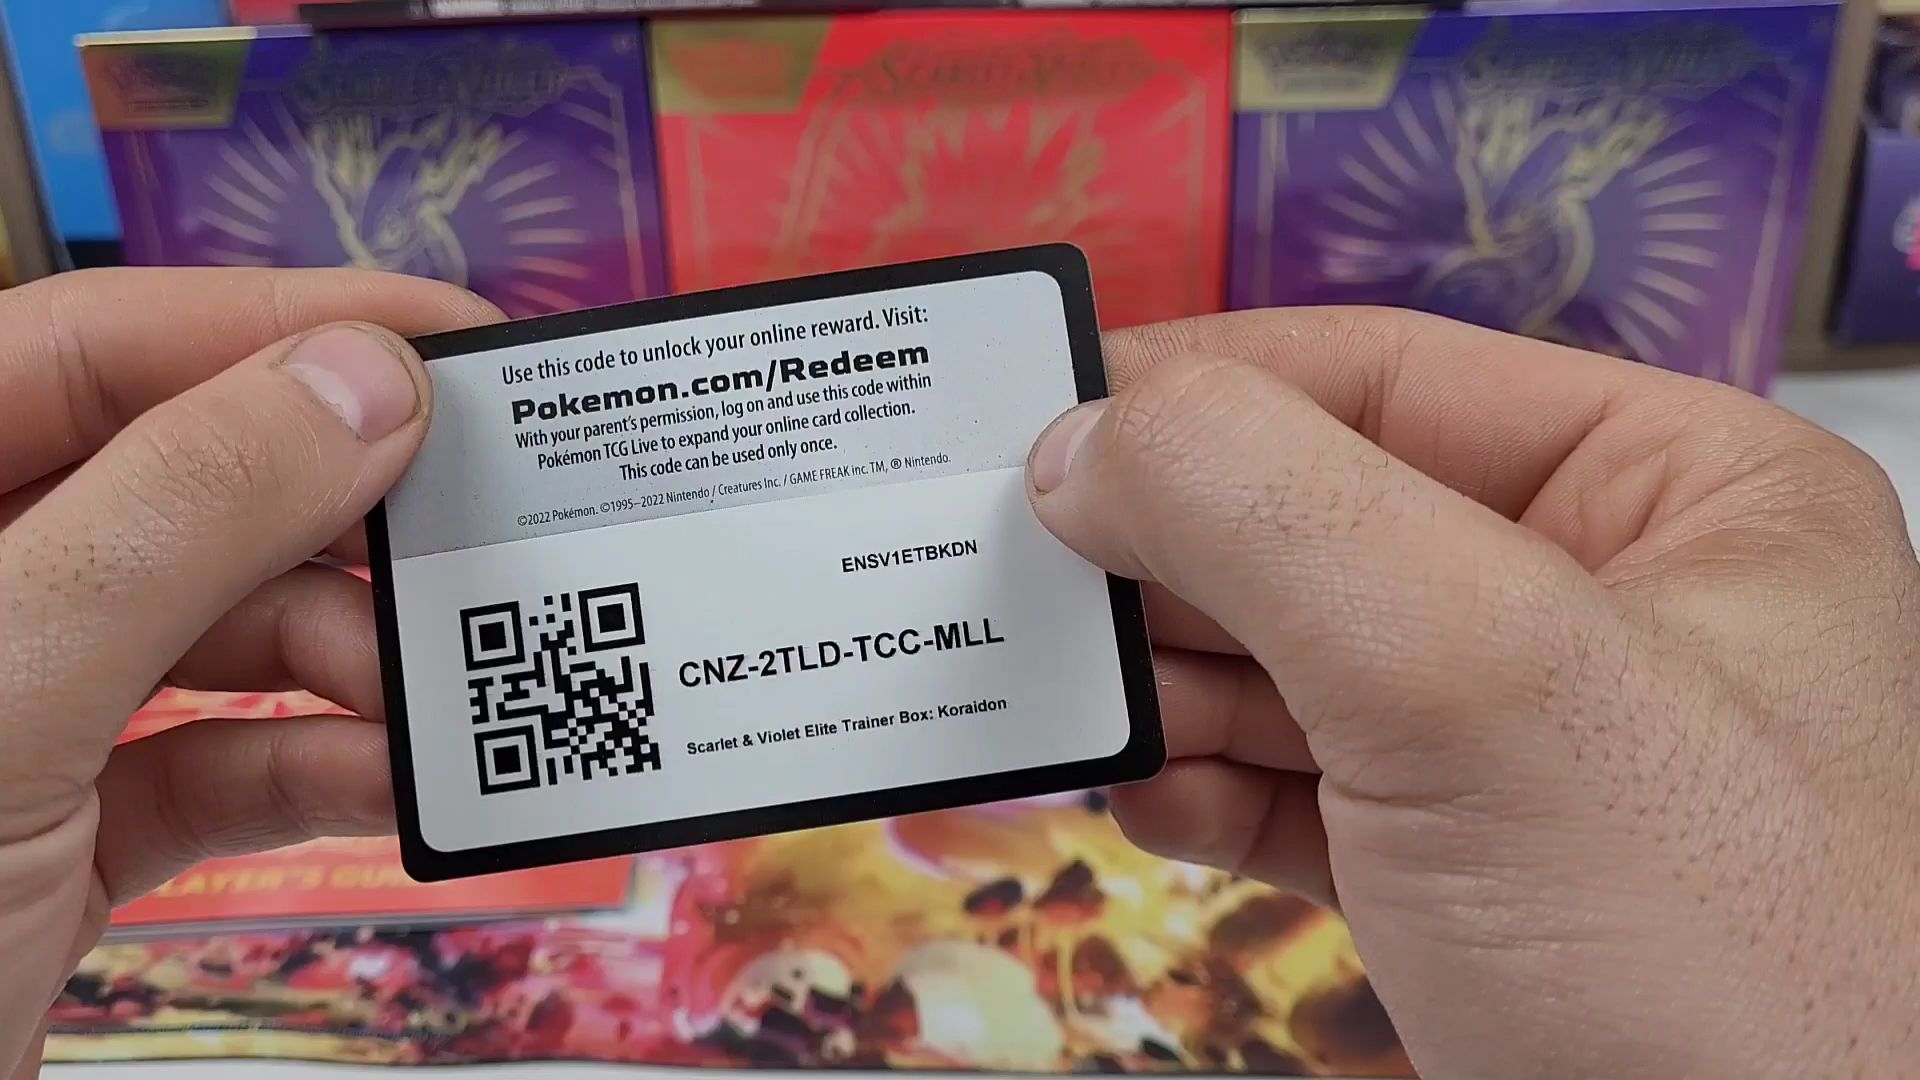 SCARLET & VIOLET
Use this code to unlock your online reward. Visit:
Pokemon.com/Redeem
With your parent's permission, log on and use this code within
Pokémon TCG Live to expand your online card collection.
This code can be used only once.
©2022 Pokémon. ©1995–2022 Nintendo / Creatures Inc. / GAME FREAK inc. TM, ® Nintendo.
ENSV1ETBKDN
CNZ-2TLD-TCC-MLL
Scarlet & Violet Elite Trainer Box: Koraidon